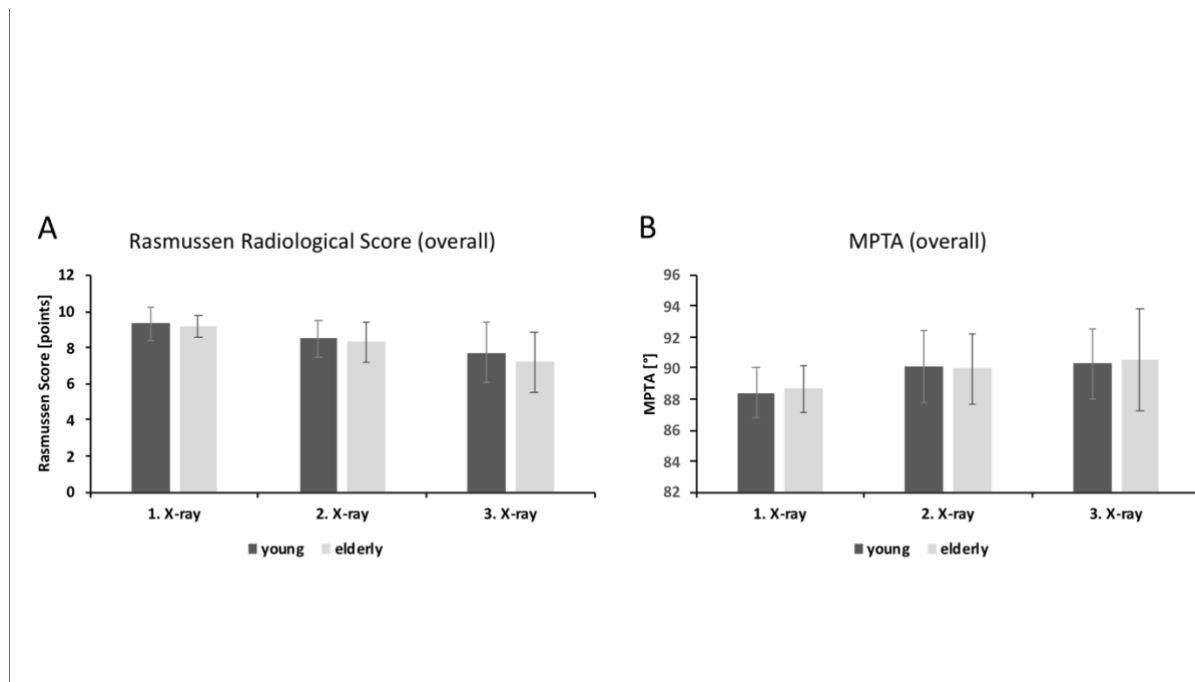 A
Rasmussen Radiological Score (overall)
Rasmussen Score [points]
12
10
8
6
4
2
0
1. X-ray 2. X-ray 3. X-ray
young elderly
B
MPTA (overall)
MPTA [°]
96
94
92
90
88
86
84
82
1. X-ray 2. X-ray 3. X-ray
young elderly